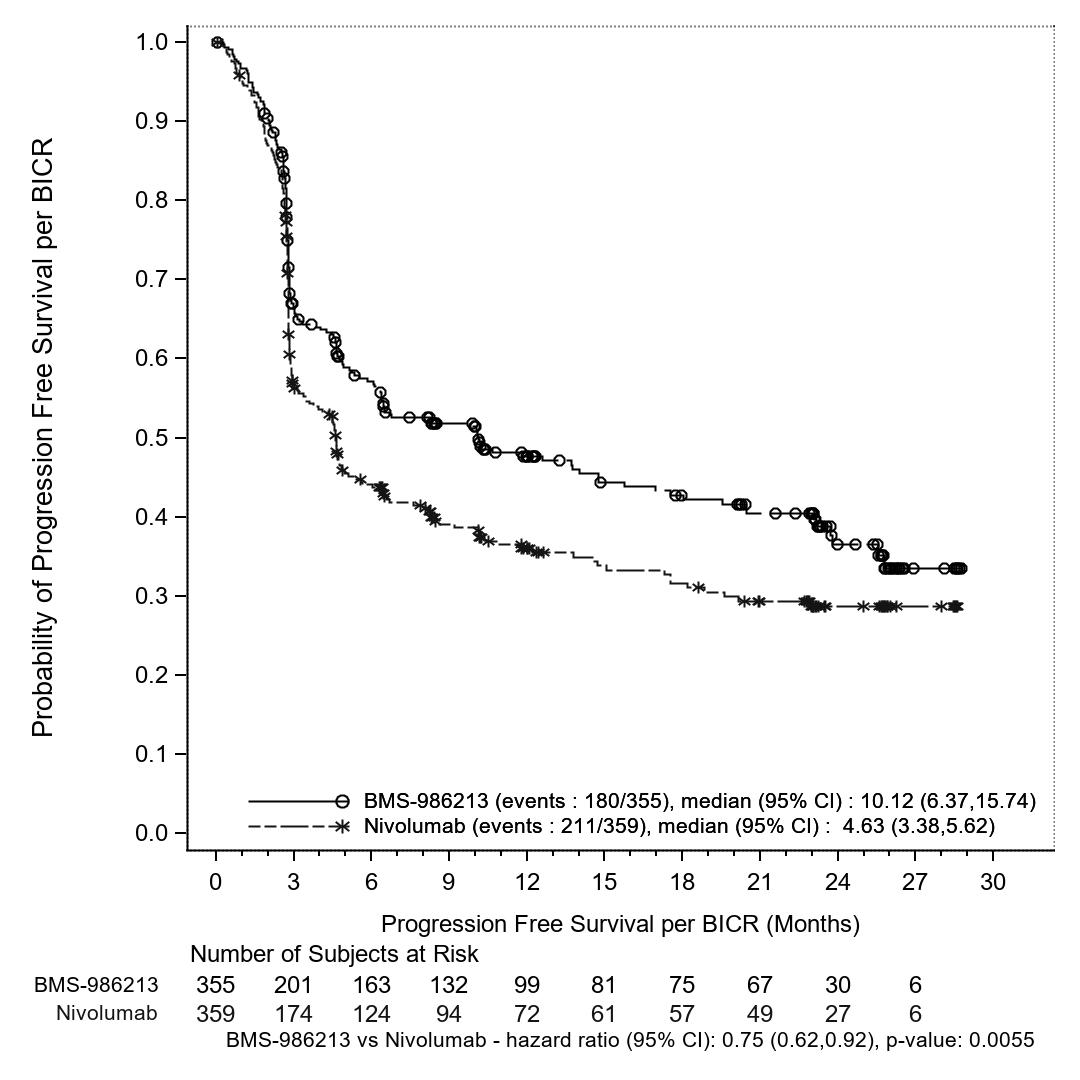 Probability of Progression Free Survival per BICR
1.0
0.9
0.8
0.7
0.6
0.5
0.4
0.3
0.2
0.1
0.0
BMS-986213 (events : 180/355), median (95% CI) : 10.12 (6.37,15.74)
Nivolumab (events : 211/359), median (95% CI) : 4.63 (3.38,5.62)
0 3 6 9 12 15 18 21 24 27 30
Progression Free Survival per BICR (Months)
Number of Subjects at Risk
BMS-986213 355 201 163 132 99 81 75 67 30 6
Nivolumab 359 174 124 94 72 61 57 49 27 6
BMS-986213 vs Nivolumab - hazard ratio (95% CI): 0.75 (0.62,0.92), p-value: 0.0055